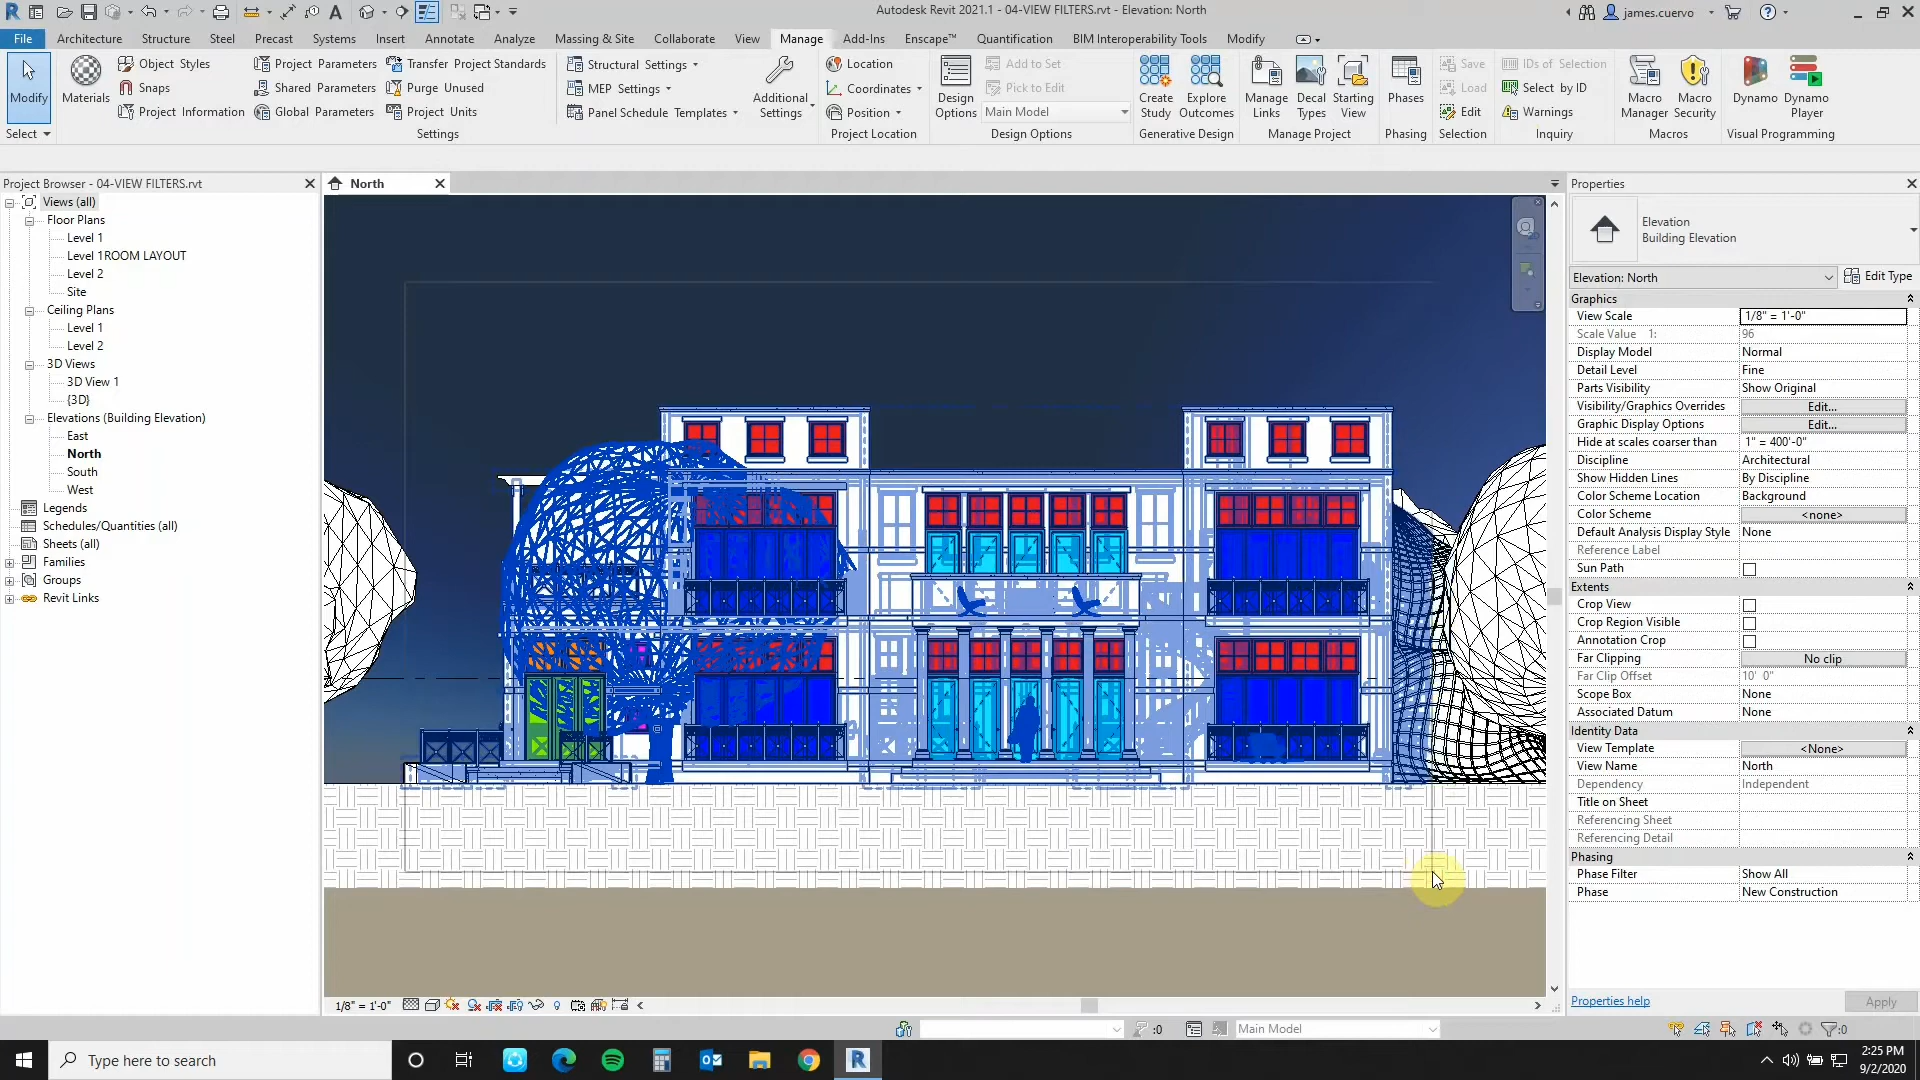 Autodesk Revit 2021.1 - 04-VIEW FILTERS.rvt - Elevation: North
james.cuervo
File Architecture Structure Steel Precast Systems Insert Annotate Analyze Massing & Site Collaborate View Manage Add-Ins Enscape™ Quantification BIM Interoperability Tools Modify
Modify
Select
Materials
Object Styles
Snaps
Project Information
Project Parameters
Shared Parameters
Global Parameters
Transfer Project Standards
Purge Unused
Project Units
Settings
Structural Settings
MEP Settings
Panel Schedule Templates
Additional Settings
Location
Coordinates
Position
Project Location
Design Options
Add to Set
Pick to Edit
Main Model
Design Options
Create Study
Explore Outcomes
Generative Design
Manage Links
Decal Types
Starting View
Manage Project
Phases
Phasing
Save
Load
Edit
Selection
IDs of Selection
Select by ID
Warnings
Inquiry
Macro Manager
Macro Security
Macros
Dynamo
Dynamo Player
Visual Programming
Project Browser - 04-VIEW FILTERS.rvt
Views (all)
Floor Plans
Level 1
Level 1ROOM LAYOUT
Level 2
Site
Ceiling Plans
Level 1
Level 2
3D Views
3D View 1
{3D}
Elevations (Building Elevation)
East
North
South
West
Legends
Schedules/Quantities (all)
Sheets (all)
Families
Groups
Revit Links
North
Properties
Elevation
Building Elevation
Elevation: North
Edit Type
Graphics
View Scale 1/8" = 1'-0"
Scale Value 1: 96
Display Model Normal
Detail Level Fine
Parts Visibility Show Original
Visibility/Graphics Overrides Edit...
Graphic Display Options Edit...
Hide at scales coarser than 1" = 400'-0"
Discipline Architectural
Show Hidden Lines By Discipline
Color Scheme Location Background
Color Scheme <none>
Default Analysis Display Style None
Reference Label
Sun Path
Extents
Crop View
Crop Region Visible
Annotation Crop
Far Clipping No clip
Far Clip Offset 10' 0"
Scope Box None
Associated Datum None
Identity Data
View Template <None>
View Name North
Dependency Independent
Title on Sheet
Referencing Sheet
Referencing Detail
Phasing
Phase Filter Show All
Phase New Construction
Properties help
Apply
1/8" = 1'-0"
:0
Main Model
:0
Type here to search
2:25 PM
9/2/2020